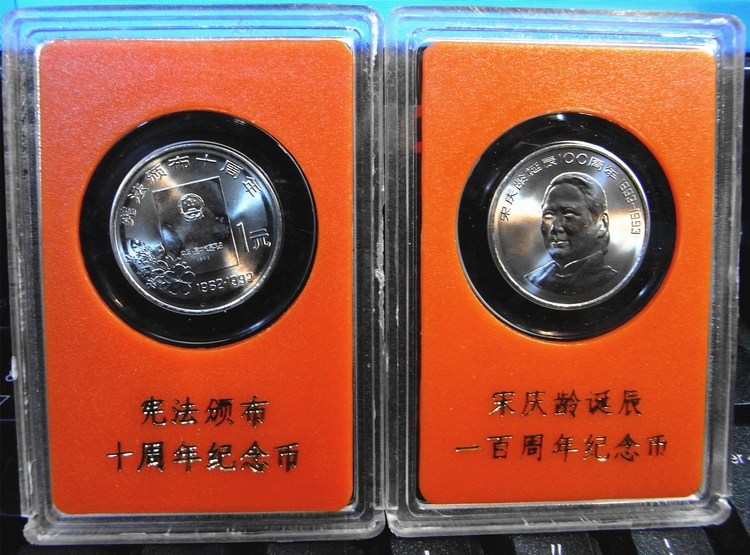 宪法颁布十周年
1元
1982-1992
宪法颁布
十周年纪念币
宋庆龄诞辰100周年 1893-1993
宋庆龄诞辰
一百周年纪念币